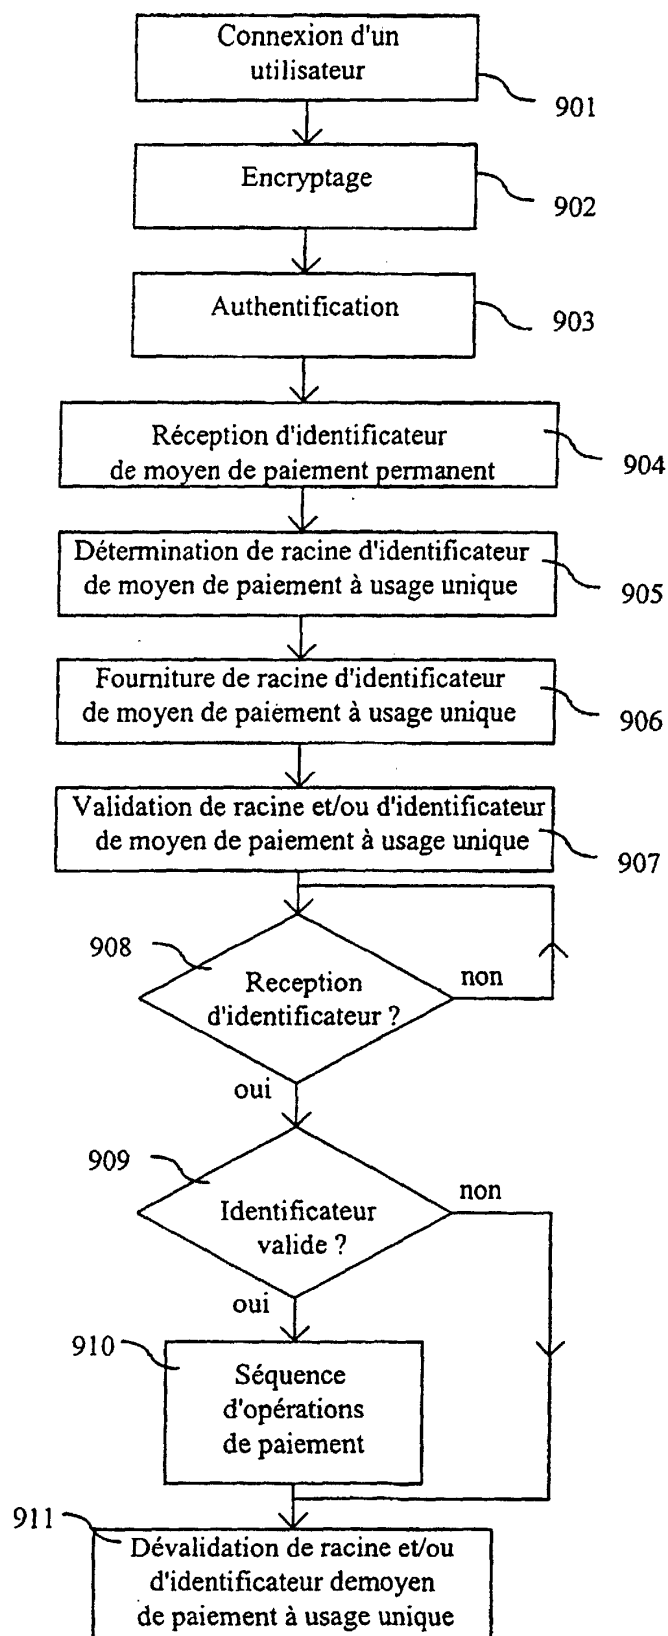 Connexion d'un
utilisateur
901
Encryptage
902
Authentification
903
Réception d'identificateur
de moyen de paiement permanent
904
Détermination de racine d'identificateur
de moyen de paiement à usage unique
905
Fourniture de racine d'identificateur
de moyen de paiement à usage unique
906
Validation de racine et/ou d'identificateur
de moyen de paiement à usage unique
907
908
Reception
d'identificateur ?
non
oui
909
Identificateur
valide ?
non
oui
910
Séquence
d'opérations
de paiement
911
Dévalidation de racine et/ou
d'identificateur demoyen
de paiement à usage unique